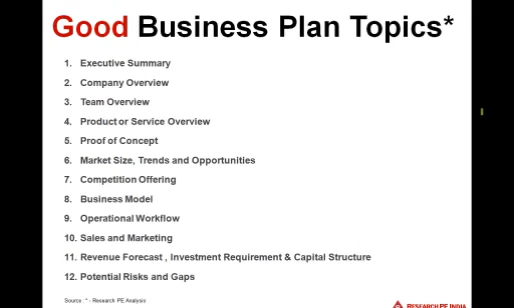 Good Business Plan Topics*
1. Executive Summary
2. Company Overview
3. Team Overview
4. Product or Service Overview
5. Proof of Concept
6. Market Size, Trends and Opportunities
7. Competition Offering
8. Business Model
9. Operational Workflow
10. Sales and Marketing
11. Revenue Forecast , Investment Requirement & Capital Structure
12. Potential Risks and Gaps
Source : * - Research PE Analysis
RESEARCH PE INDIA